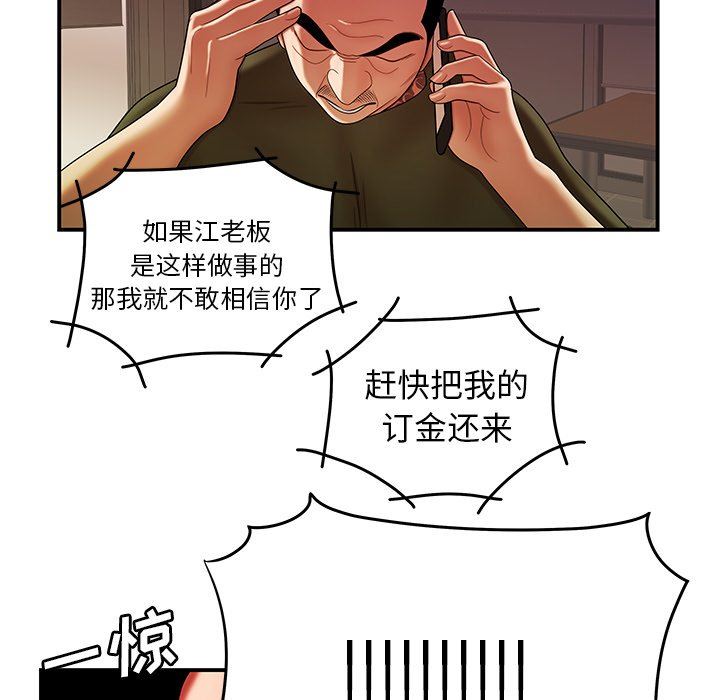 如果江老板
是这样做事的
那我就不敢相信你了
赶快把我的
订金还来
一惊